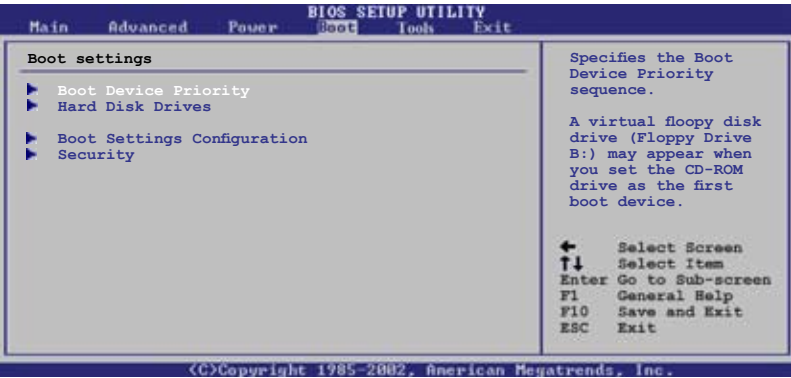 BIOS SETUP UTILITY
Main Advanced Power Boot Tools Exit
Boot settings
Boot Device Priority
Hard Disk Drives
Boot Settings Configuration
Security
Specifies the Boot
Device Priority
sequence.
A virtual floopy disk
drive (Floppy Drive
B:) may appear when
you set the CD-ROM
drive as the first
boot device.
Select Screen
Select Item
Enter Go to Sub-screen
F1 General Help
F10 Save and Exit
ESC Exit
(C)Copyright 1985-2002, American Megatrends, Inc.